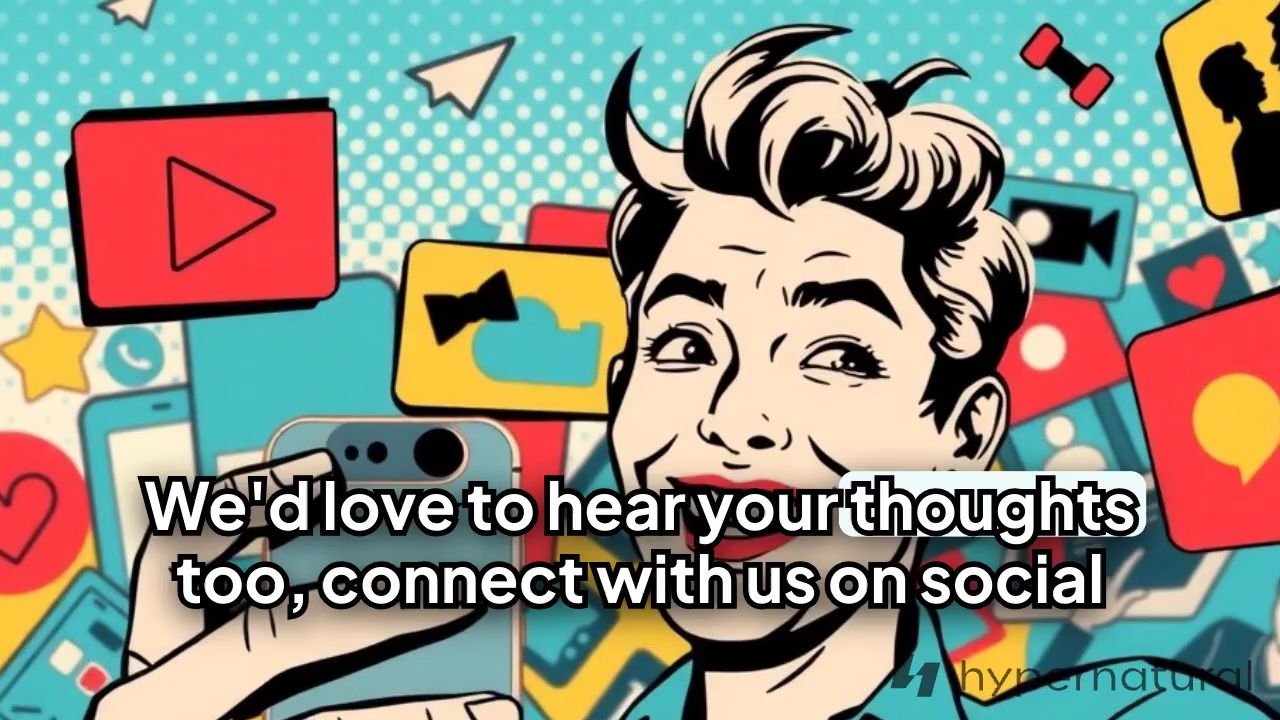 We'd love to hear your thoughts
too, connect with us on social
hypernatural